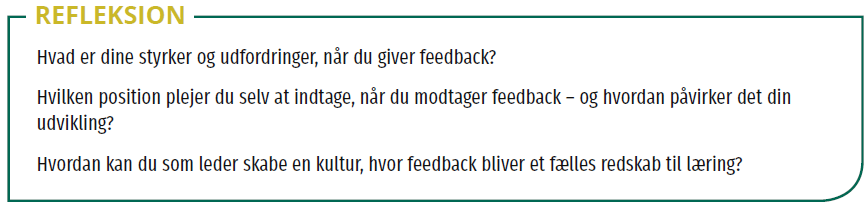 REFLEKSION
Hvad er dine styrker og udfordringer, når du giver feedback?
Hvilken position plejer du selv at indtage, når du modtager feedback – og hvordan påvirker det din
udvikling?
Hvordan kan du som leder skabe en kultur, hvor feedback bliver et fælles redskab til læring?